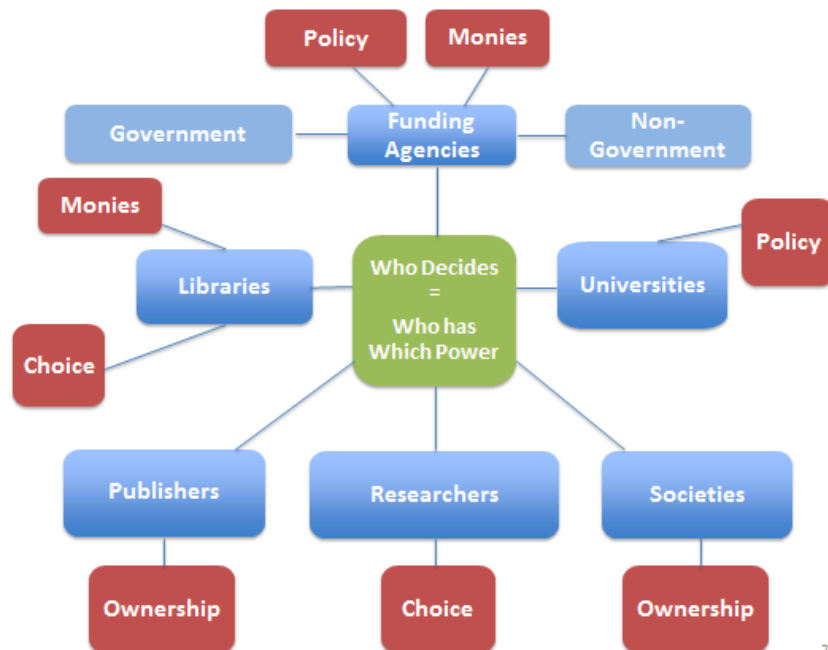 Policy
Monies
Government
Funding
Agencies
Non-
Government
Monies
Libraries
Who Decides
=
Who has
Which Power
Universities
Policy
Choice
Publishers
Researchers
Societies
Ownership
Choice
Ownership